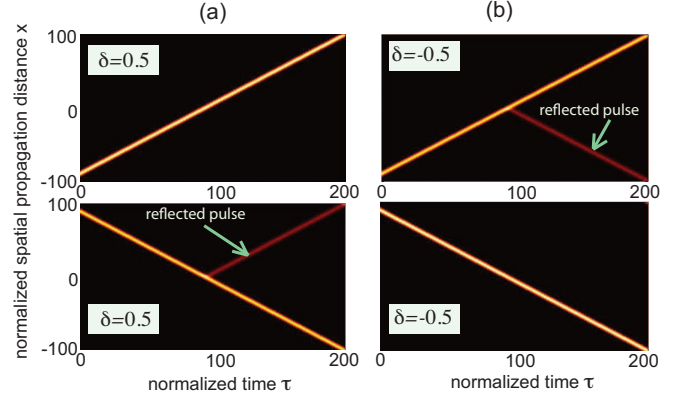 (a)
(b)
normalized spatial propagation distance x
100
0
-100
δ=0.5
0
100
200
δ=-0.5
reflected pulse
0
100
200
100
0
-100
reflected pulse
δ=0.5
0
100
200
normalized time τ
δ=-0.5
0
100
200
normalized time τ